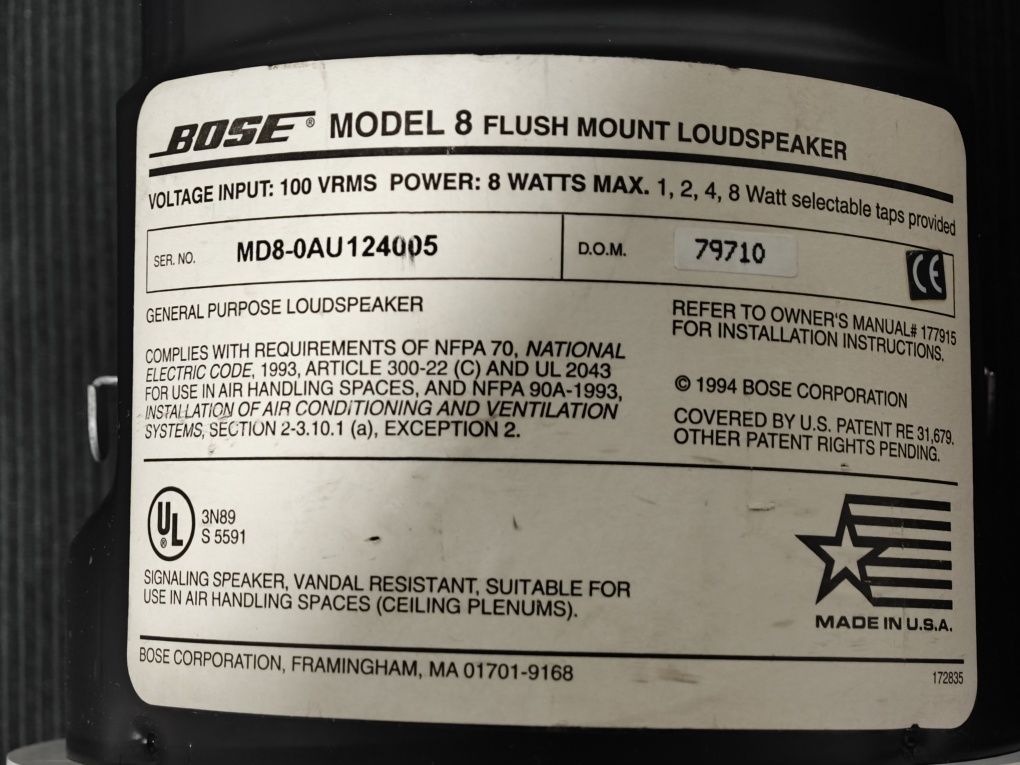 BOSE® MODEL 8 FLUSH MOUNT LOUDSPEAKER
VOLTAGE INPUT: 100 VRMS POWER: 8 WATTS MAX. 1, 2, 4, 8 Watt selectable taps provided
SER. NO. MD8-0AU124005 D.O.M. 79710 CE
GENERAL PURPOSE LOUDSPEAKER
COMPLIES WITH REQUIREMENTS OF NFPA 70, NATIONAL
ELECTRIC CODE, 1993, ARTICLE 300-22 (C) AND UL 2043
FOR USE IN AIR HANDLING SPACES, AND NFPA 90A-1993,
INSTALLATION OF AIR CONDITIONING AND VENTILATION
SYSTEMS, SECTION 2-3.10.1 (a), EXCEPTION 2.
REFER TO OWNER'S MANUAL# 177915
FOR INSTALLATION INSTRUCTIONS.
© 1994 BOSE CORPORATION
COVERED BY U.S. PATENT RE 31,679.
OTHER PATENT RIGHTS PENDING.
UL®
3N89
S 5591
SIGNALING SPEAKER, VANDAL RESISTANT, SUITABLE FOR
USE IN AIR HANDLING SPACES (CEILING PLENUMS).
MADE IN U.S.A.
BOSE CORPORATION, FRAMINGHAM, MA 01701-9168
172835